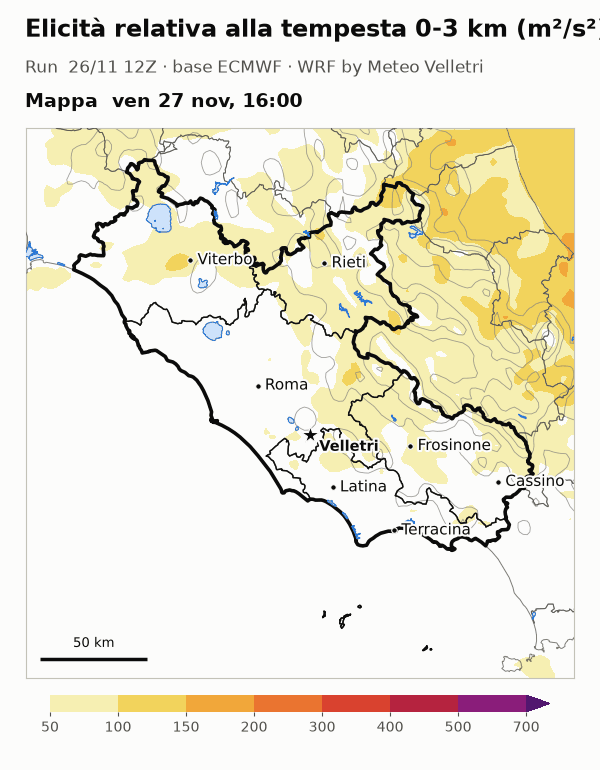 Elicità relativa alla tempesta 0-3 km (m²/s²)
Run 26/11 12Z · base ECMWF · WRF by Meteo Velletri
Mappa ven 27 nov, 16:00
Viterbo
Rieti
Roma
Velletri
Frosinone
Cassino
Latina
Terracina
50 km
50 100 150 200 300 400 500 700